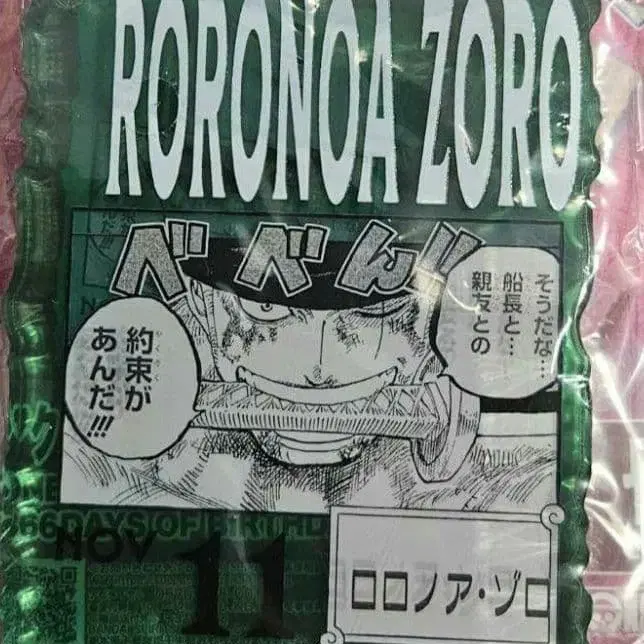 RORONOA ZORO
べべん!!
そうだな…
船長と…
親友との
約束が
あんだ!!!
366DAYS OF BIRTHD
NOV 11
ロロノア・ゾロ